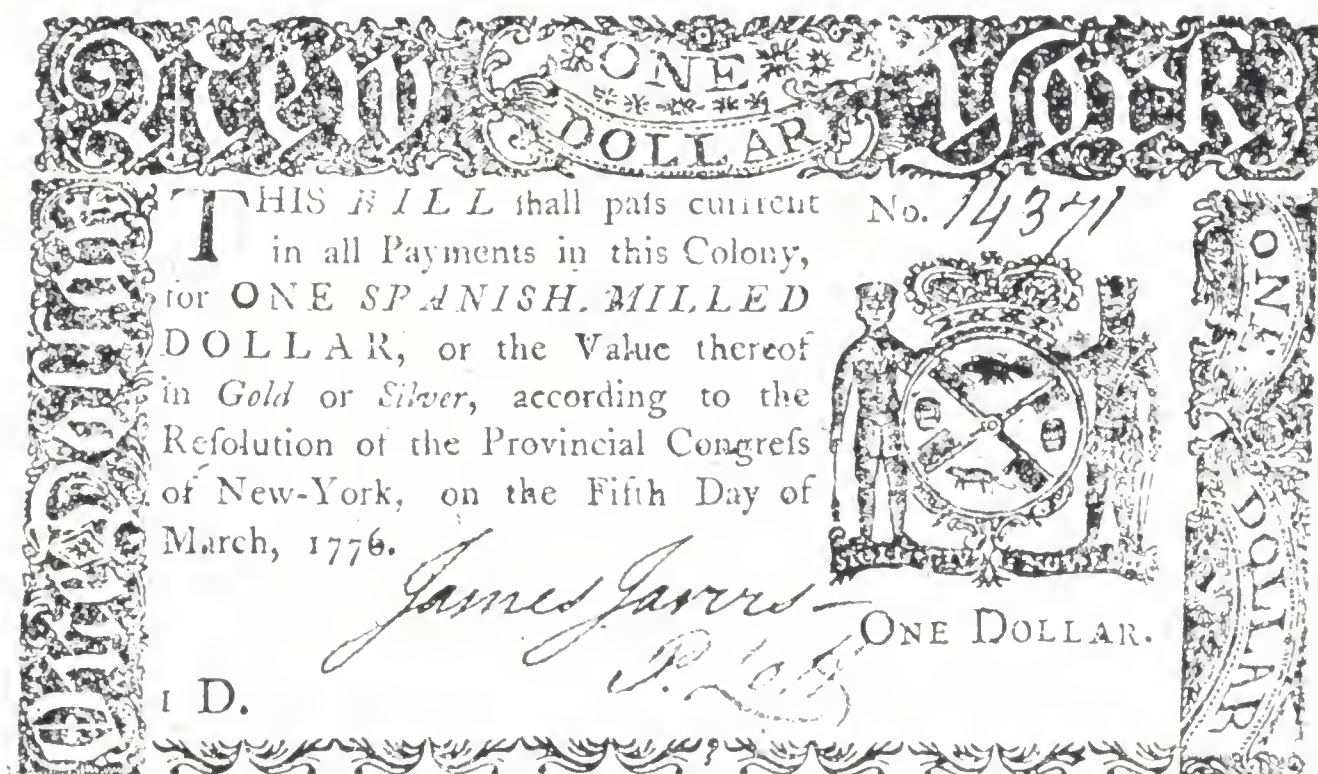 New York
ONE
DOLLAR
THIS BILL ſhall paſs current
in all Payments in this Colony,
for ONE SPANISH MILLED
DOLLAR, or the Value thereof
in Gold or Silver, according to the
Reſolution of the Provincial Congreſs
of New-York, on the Fifth Day of
March, 1776.
No. 14371
James Jarvis
P.
ONE DOLLAR.
1 D.
ONE
DOLLAR